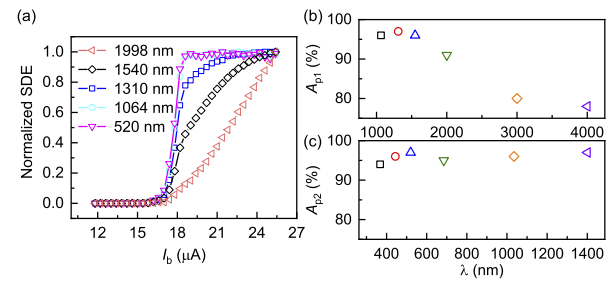 (a)
Normalized SDE
1.0
0.8
0.6
0.4
0.2
0.0
1998 nm
1540 nm
1310 nm
1064 nm
520 nm
12 15 18 21 24 27
I_b (μA)
(b)
A_p1 (%)
100
90
80
1000 2000 3000 4000
(c)
A_p2 (%)
100
90
80
400 600 800 1000 1200 1400
λ (nm)